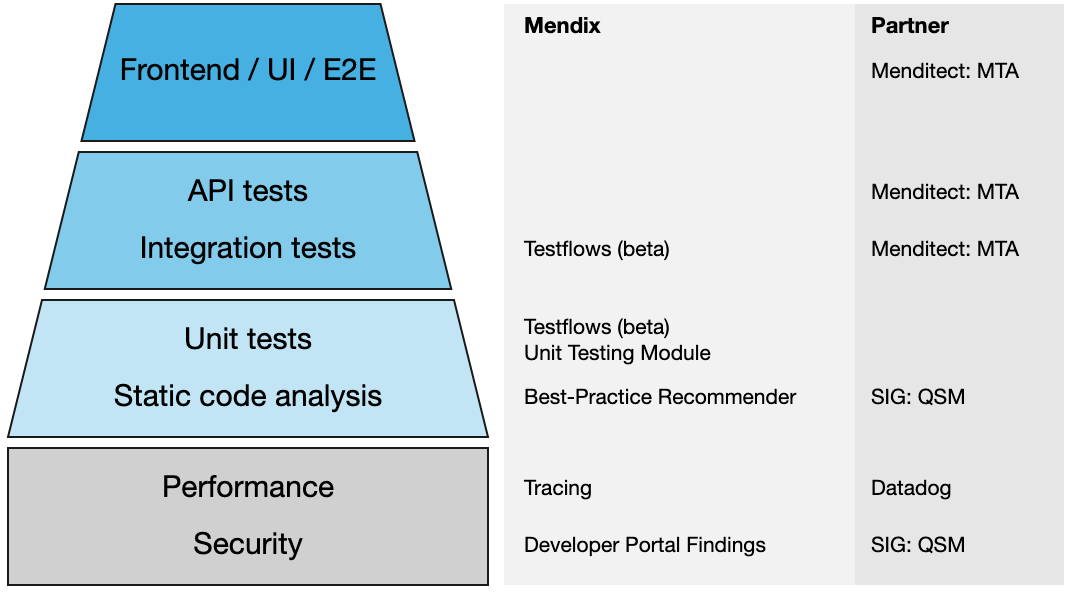 Mendix Partner
Frontend / UI / E2E Menditect: MTA
API tests Menditect: MTA
Integration tests Testflows (beta) Menditect: MTA
Unit tests Testflows (beta)
Unit Testing Module
Static code analysis Best-Practice Recommender SIG: QSM
Performance Tracing Datadog
Security Developer Portal Findings SIG: QSM